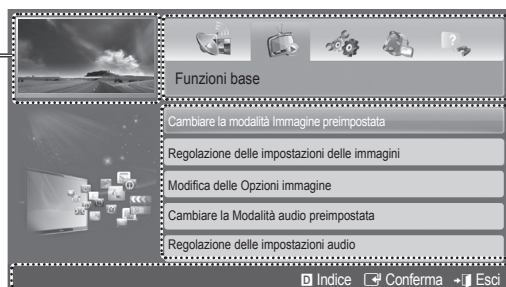 Funzioni base
Cambiare la modalità Immagine preimpostata
Regolazione delle impostazioni delle immagini
Modifica delle Opzioni immagine
Cambiare la Modalità audio preimpostata
Regolazione delle impostazioni audio
D Indice Conferma Esci